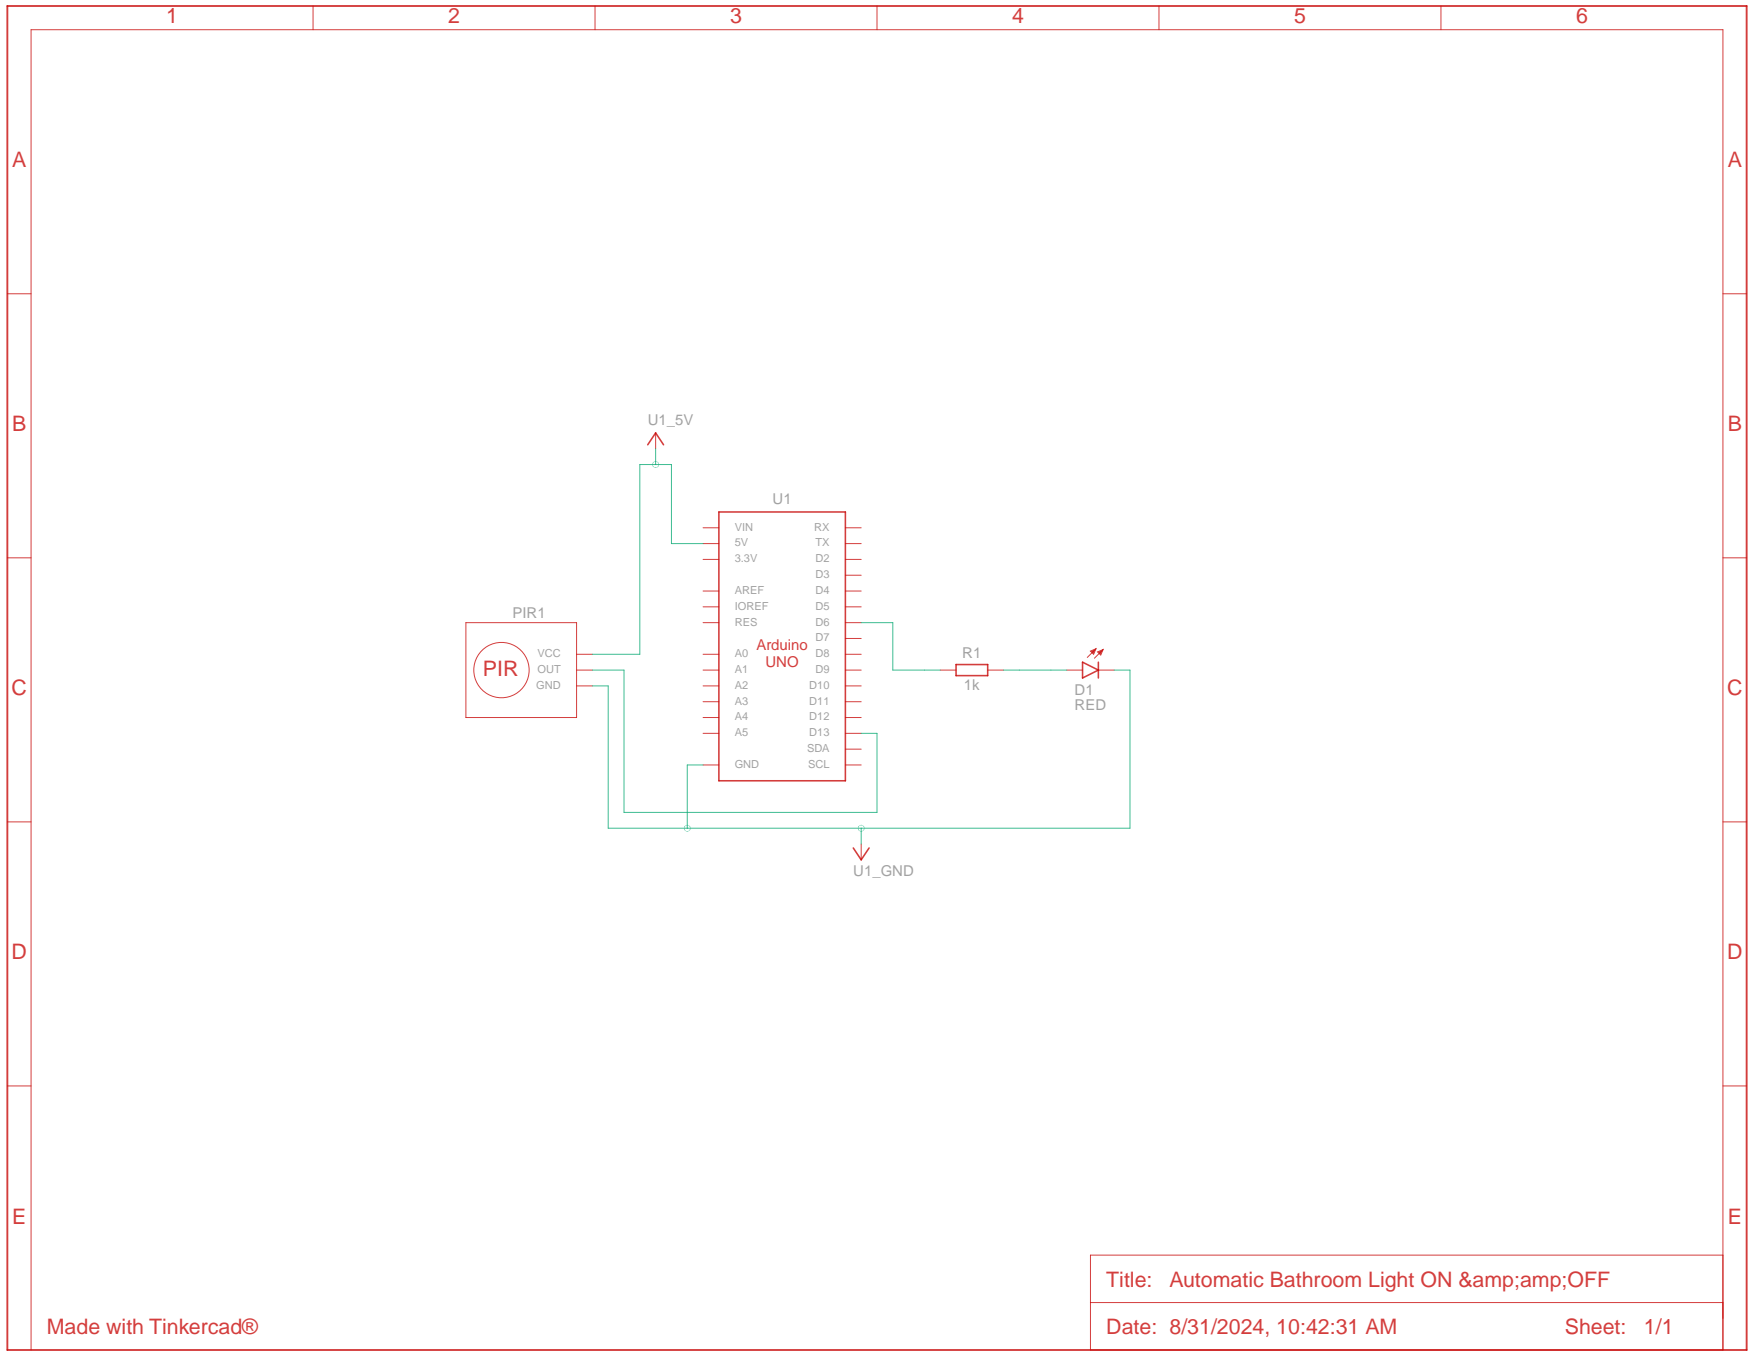 1 2 3 4 5 6
A A
B B
U1_5V
U1
VIN RX
5V TX
3.3V D2
D3
AREF D4
IOREF D5
RES D6
D7
Arduino
UNO
A0 D8
A1 D9
A2 D10
A3 D11
A4 D12
A5 D13
SDA
GND SCL
PIR1
VCC
PIR OUT
GND
R1
1k
D1
RED
C C
U1_GND
D D
E E
Title: Automatic Bathroom Light ON &amp;amp;OFF
Made with Tinkercad®
Date: 8/31/2024, 10:42:31 AM Sheet: 1/1